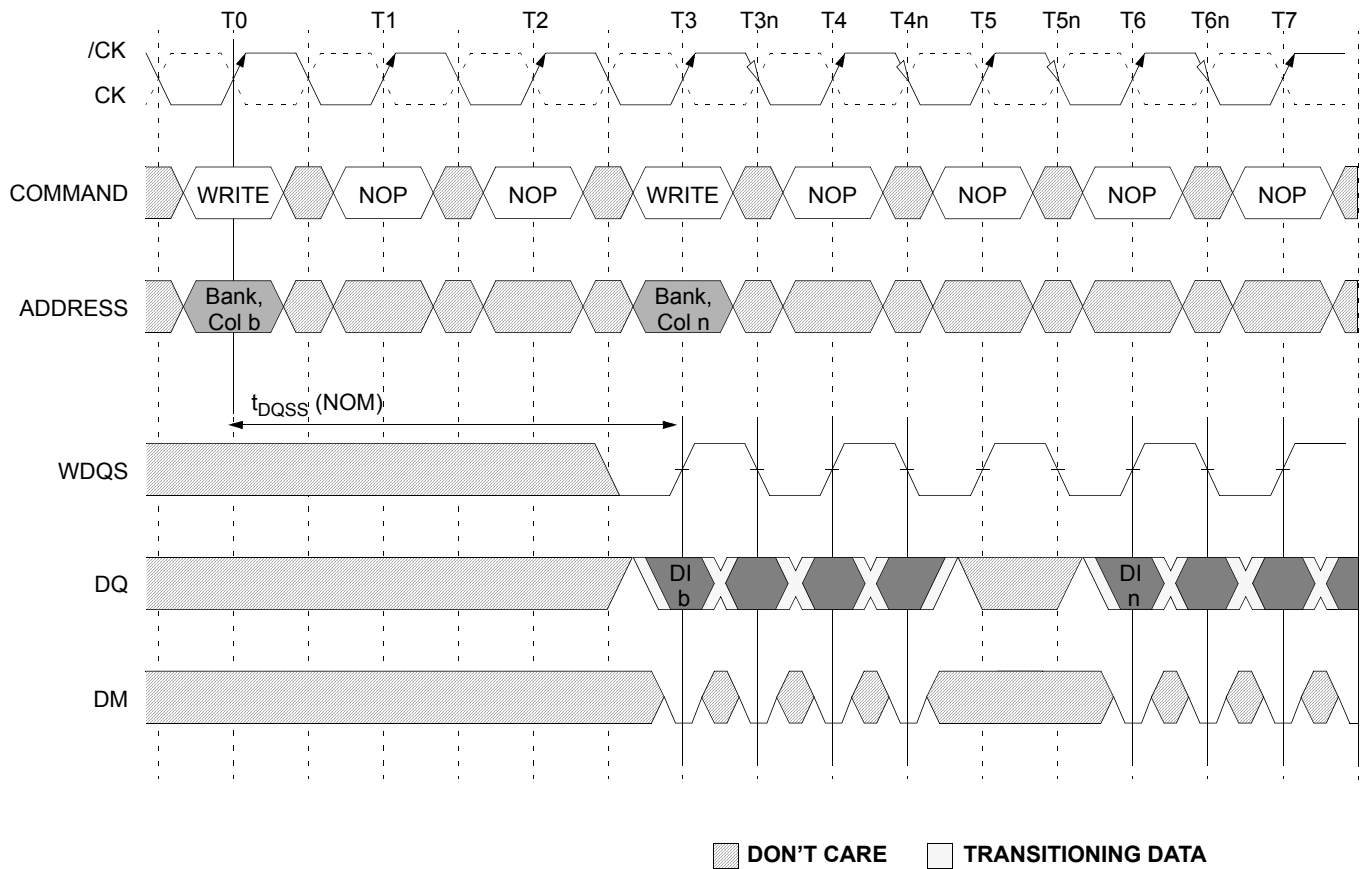 T0 T1 T2 T3 T3n T4 T4n T5 T5n T6 T6n T7
/CK
CK
COMMAND WRITE NOP NOP WRITE NOP NOP NOP NOP
ADDRESS Bank, Col b Bank, Col n
tDQSS (NOM)
WDQS
DQ DI b DI n
DM
DON'T CARE TRANSITIONING DATA